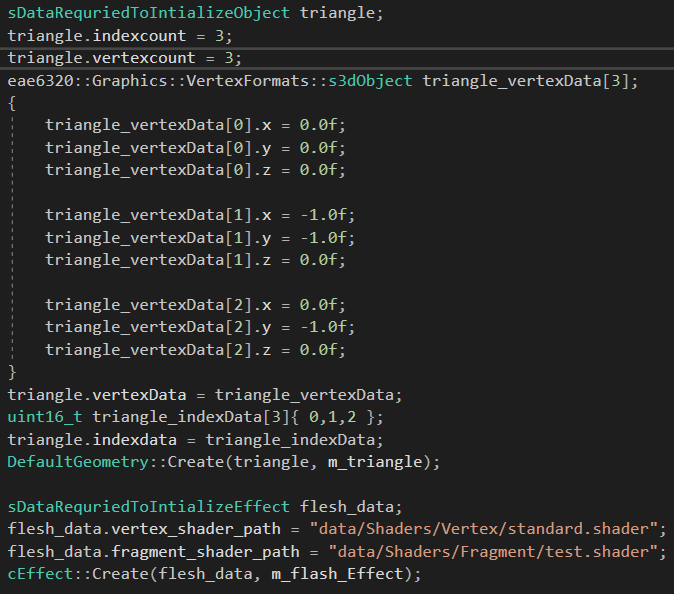 sDataRequriedToIntializeObject triangle;
triangle.indexcount = 3;
triangle.vertexcount = 3;
eae6320::Graphics::VertexFormats::s3dObject triangle_vertexData[3];
{
triangle_vertexData[0].x = 0.0f;
triangle_vertexData[0].y = 0.0f;
triangle_vertexData[0].z = 0.0f;
triangle_vertexData[1].x = -1.0f;
triangle_vertexData[1].y = -1.0f;
triangle_vertexData[1].z = 0.0f;
triangle_vertexData[2].x = 0.0f;
triangle_vertexData[2].y = -1.0f;
triangle_vertexData[2].z = 0.0f;
}
triangle.vertexData = triangle_vertexData;
uint16_t triangle_indexData[3]{ 0,1,2 };
triangle.indexdata = triangle_indexData;
DefaultGeometry::Create(triangle, m_triangle);
sDataRequriedToIntializeEffect flesh_data;
flesh_data.vertex_shader_path = "data/Shaders/Vertex/standard.shader";
flesh_data.fragment_shader_path = "data/Shaders/Fragment/test.shader";
cEffect::Create(flesh_data, m_flash_Effect);